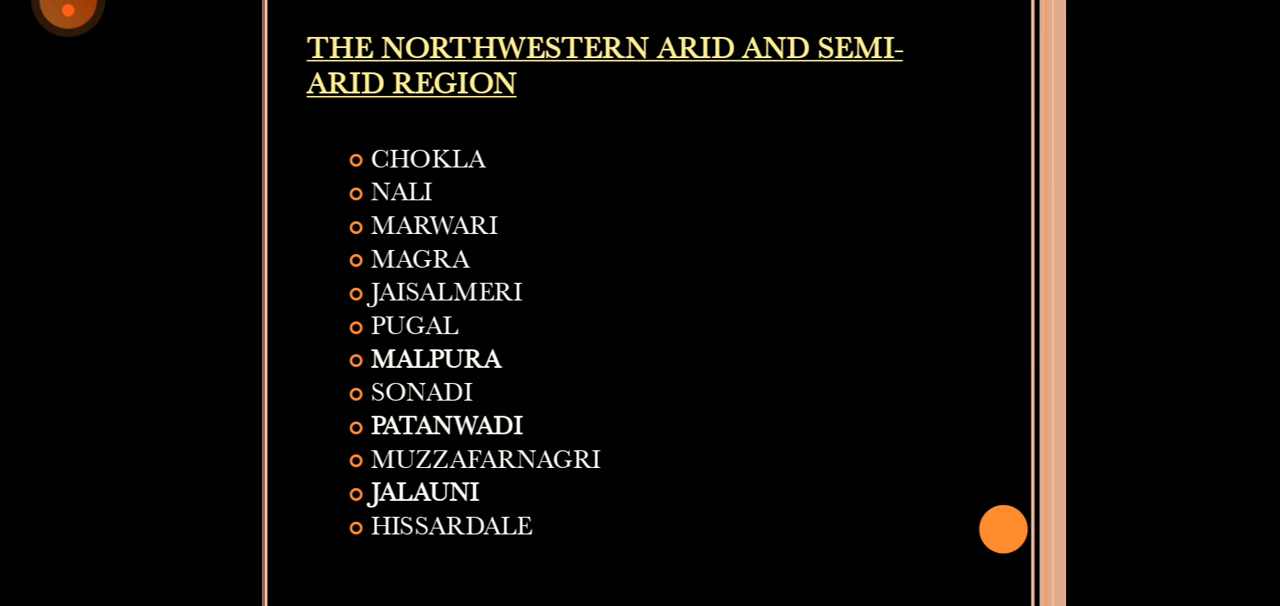 THE NORTHWESTERN ARID AND SEMI-
ARID REGION
CHOKLA
NALI
MARWARI
MAGRA
JAISALMERI
PUGAL
MALPURA
SONADI
PATANWADI
MUZZAFARNAGRI
JALAUNI
HISSARDALE